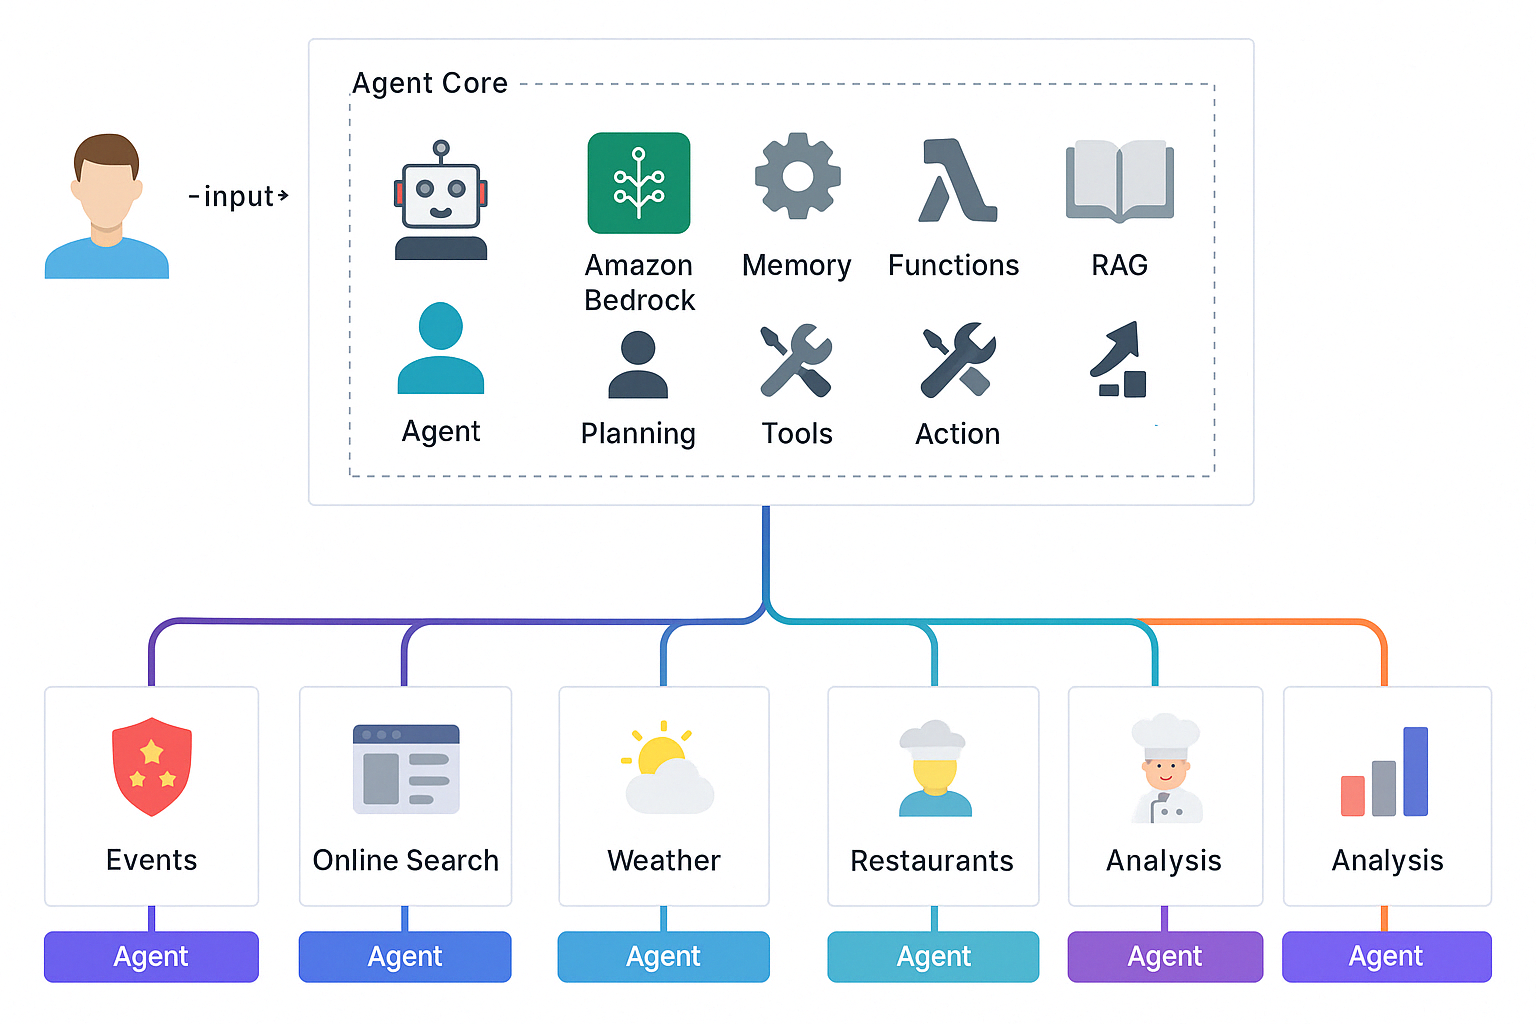 Agent Core
input
Amazon
Bedrock
Memory
Functions
RAG
Agent
Planning
Tools
Action
Events
Online Search
Weather
Restaurants
Analysis
Analysis
Agent
Agent
Agent
Agent
Agent
Agent